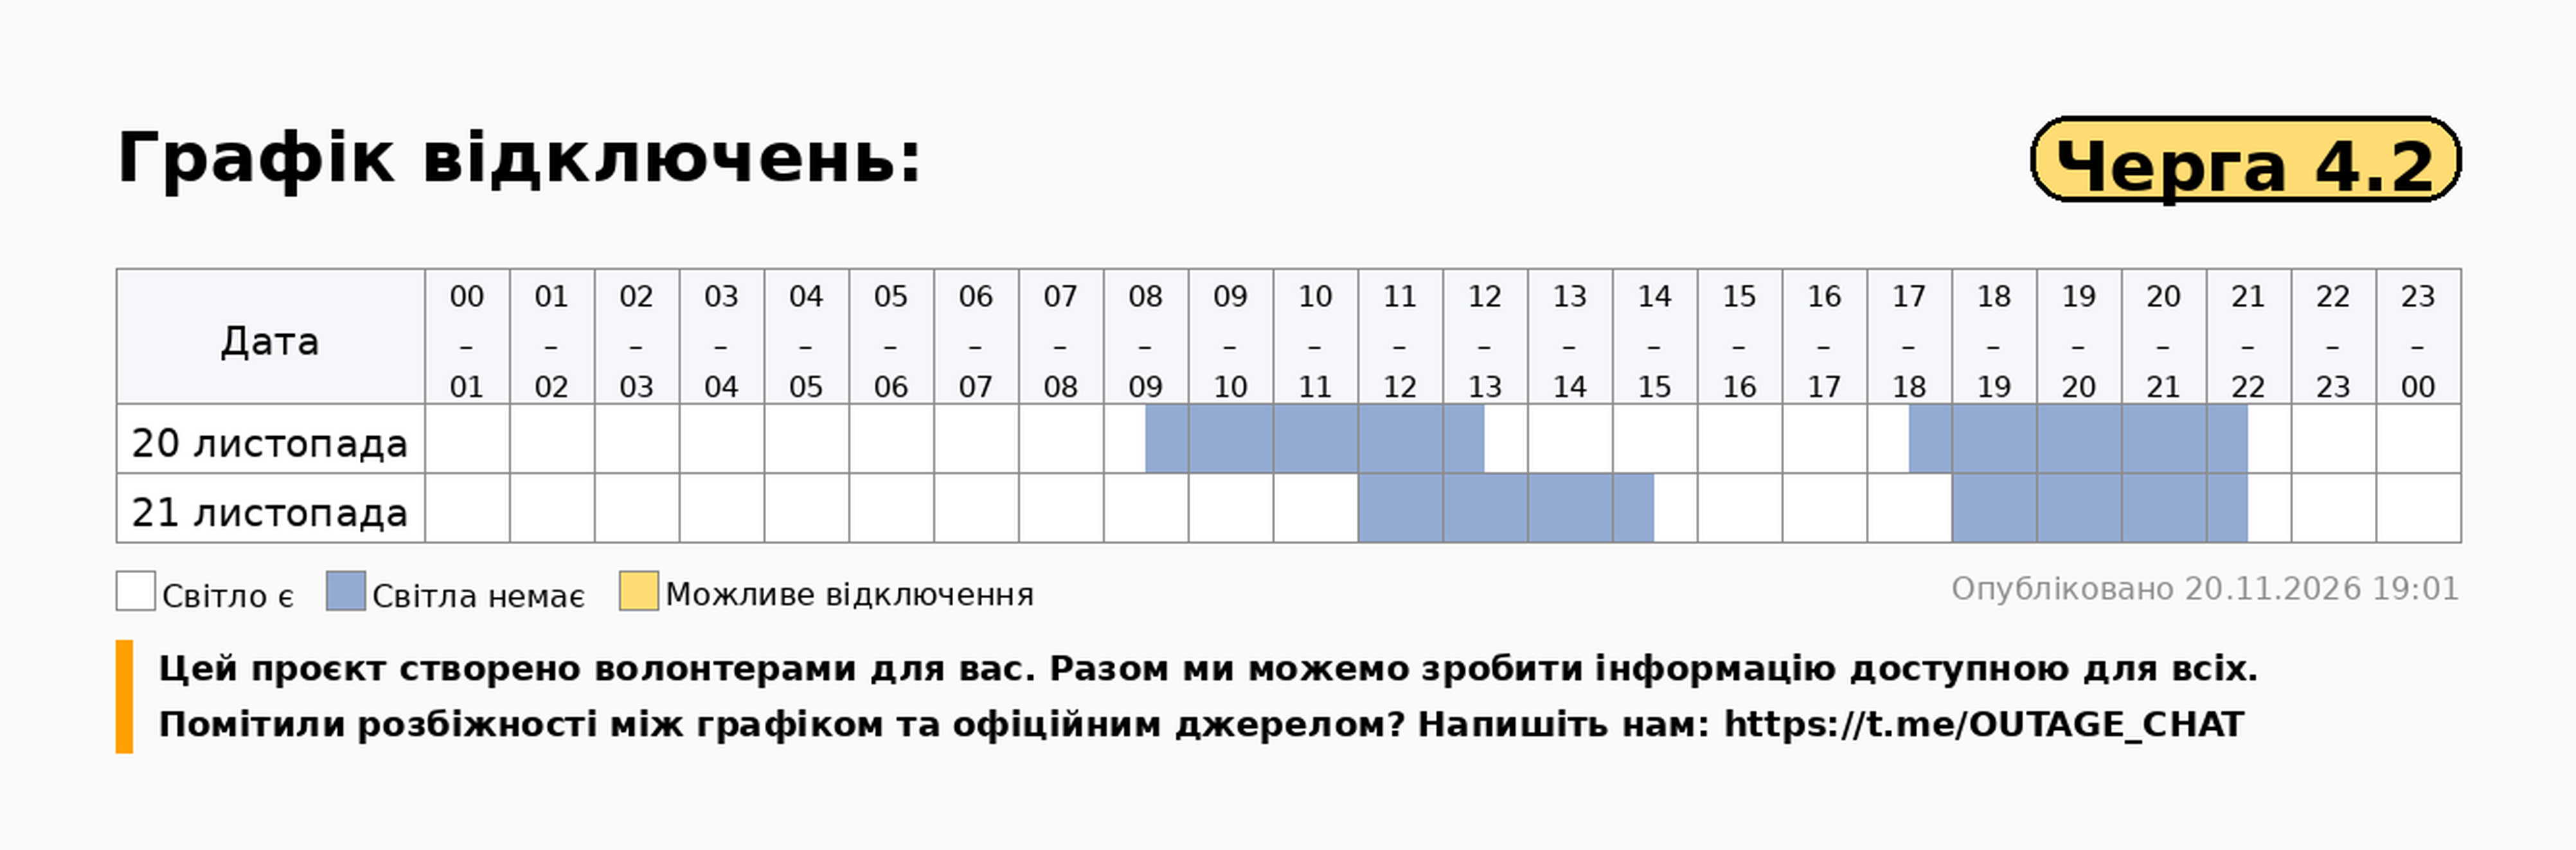 Графік відключень:
Черга 4.2
Дата
00 – 01
01 – 02
02 – 03
03 – 04
04 – 05
05 – 06
06 – 07
07 – 08
08 – 09
09 – 10
10 – 11
11 – 12
12 – 13
13 – 14
14 – 15
15 – 16
16 – 17
17 – 18
18 – 19
19 – 20
20 – 21
21 – 22
22 – 23
23 – 00
20 листопада
21 листопада
Світло є
Світла немає
Можливе відключення
Опубліковано 20.11.2026 19:01
Цей проєкт створено волонтерами для вас. Разом ми можемо зробити інформацію доступною для всіх.
Помітили розбіжності між графіком та офіційним джерелом? Напишіть нам: https://t.me/OUTAGE_CHAT